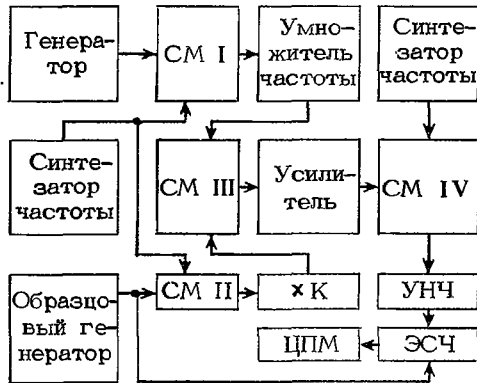 Генера-
тор
СМ I
Умно-
житель
частоты
Синте-
затор
частоты
Синте-
затор
частоты
СМ III
Усили-
тель
СМ IV
Образцо-
вый ге-
нератор
СМ II
×К
УНЧ
ЦПМ
ЭСЧ